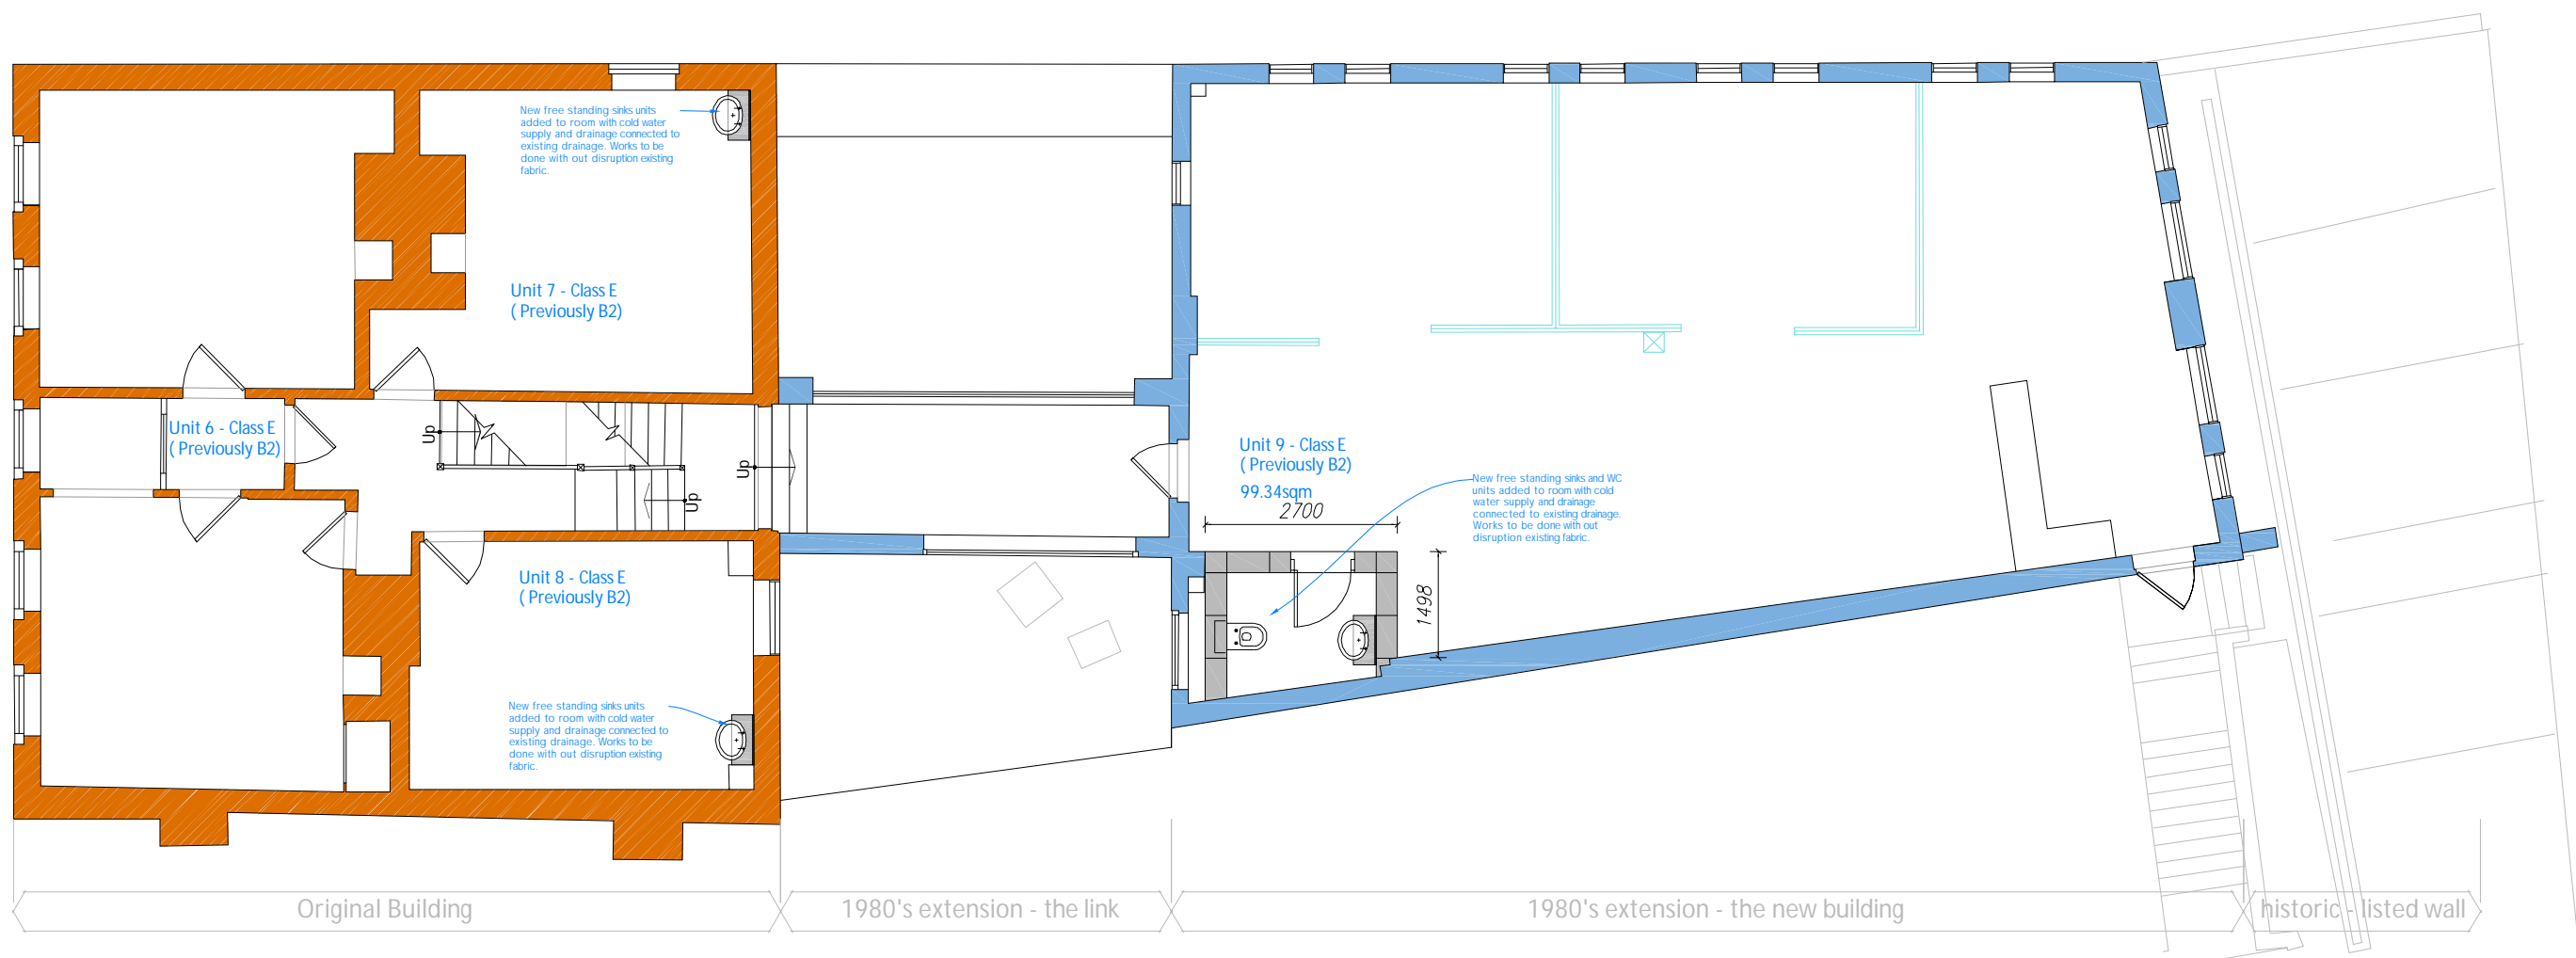 New free standing sinks units
added to room with cold water
supply and drainage connected to
existing drainage. Works to be
done with out disruption existing
fabric.
Unit 7 - Class E
( Previously B2)
Unit 6 - Class E
( Previously B2)
Up
Up
Up
Unit 9 - Class E
( Previously B2)
99.34sqm
2700
New free standing sinks and WC
units added to room with cold
water supply and drainage
connected to existing drainage.
Works to be done with out
disruption existing fabric.
1498
Unit 8 - Class E
( Previously B2)
New free standing sinks units
added to room with cold water
supply and drainage connected to
existing drainage. Works to be
done with out disruption existing
fabric.
Original Building
1980's extension - the link
1980's extension - the new building
historic - listed wall